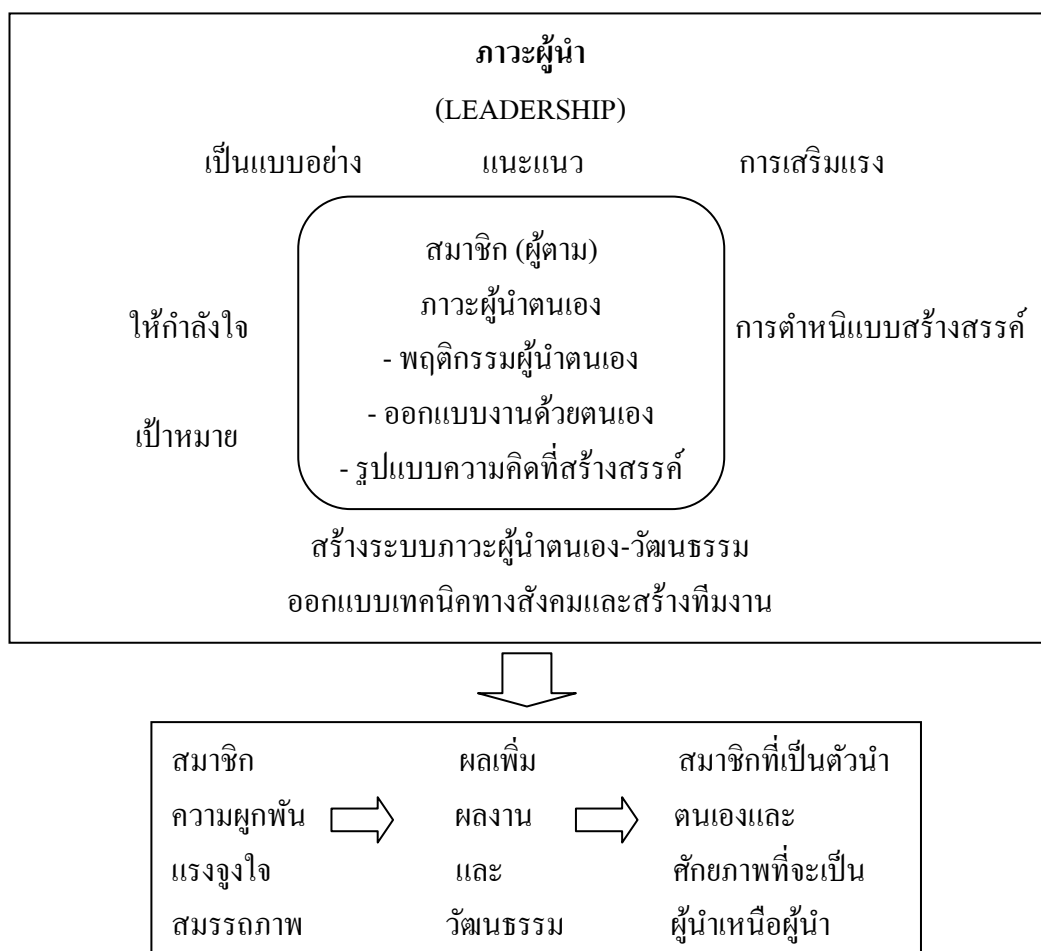 ภาวะผู้นำ
(LEADERSHIP)
เป็นแบบอย่าง แนะแนว การเสริมแรง
สมาชิก (ผู้ตาม)
ภาวะผู้นำตนเอง
ให้กำลังใจ การตำหนิแบบสร้างสรรค์
- พฤติกรรมผู้นำตนเอง
- ออกแบบงานด้วยตนเอง
เป้าหมาย
- รูปแบบความคิดที่สร้างสรรค์
สร้างระบบภาวะผู้นำตนเอง-วัฒนธรรม
ออกแบบเทคนิคทางสังคมและสร้างทีมงาน
สมาชิก ผลเพิ่ม สมาชิกที่เป็นตัวนำ
ความผูกพัน ผลงาน ตนเองและ
แรงจูงใจ และ ศักยภาพที่จะเป็น
สมรรถภาพ วัฒนธรรม ผู้นำเหนือผู้นำ